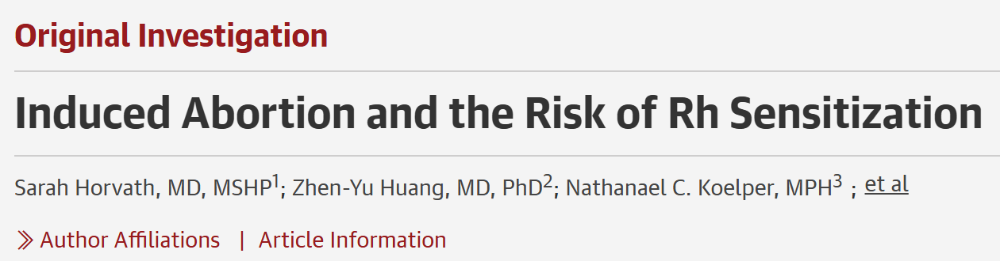 Original Investigation
Induced Abortion and the Risk of Rh Sensitization
Sarah Horvath, MD, MSHP1; Zhen-Yu Huang, MD, PhD2; Nathanael C. Koelper, MPH3 ; et al
Author Affiliations | Article Information